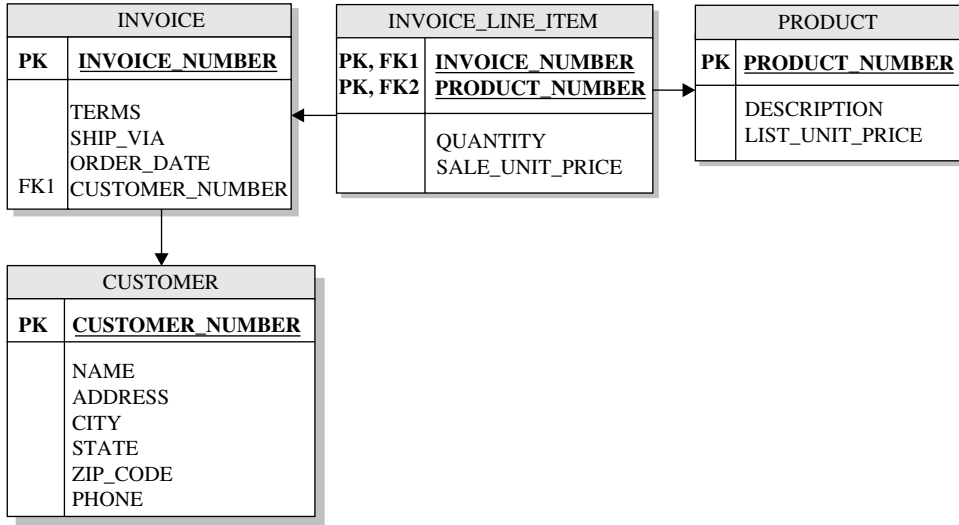 INVOICE
PK INVOICE_NUMBER
TERMS
SHIP_VIA
ORDER_DATE
FK1 CUSTOMER_NUMBER
INVOICE_LINE_ITEM
PK, FK1 INVOICE_NUMBER
PK, FK2 PRODUCT_NUMBER
QUANTITY
SALE_UNIT_PRICE
PRODUCT
PK PRODUCT_NUMBER
DESCRIPTION
LIST_UNIT_PRICE
CUSTOMER
PK CUSTOMER_NUMBER
NAME
ADDRESS
CITY
STATE
ZIP_CODE
PHONE